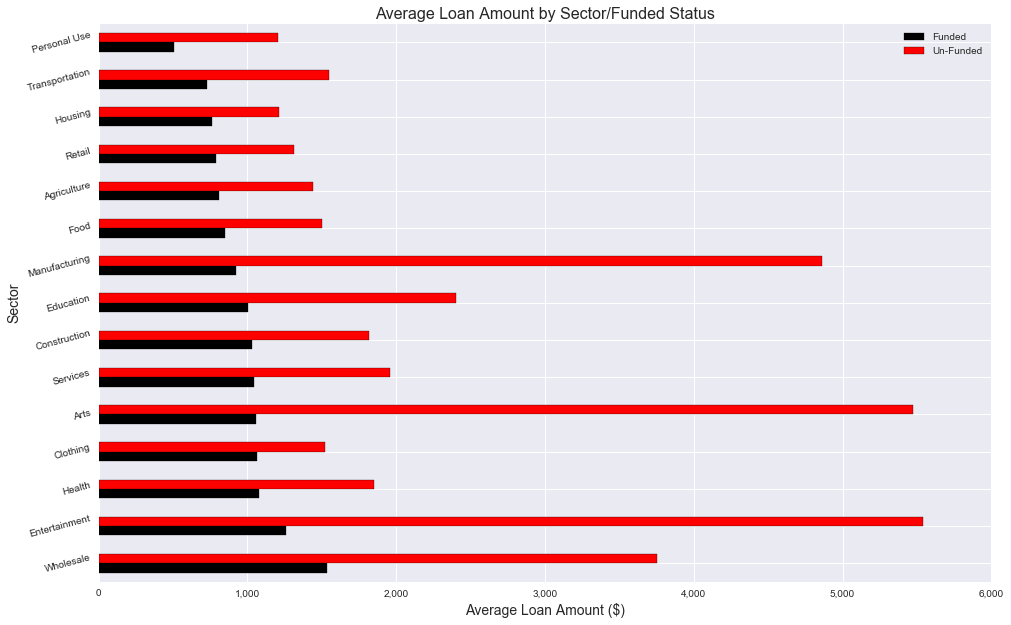 Average Loan Amount by Sector/Funded Status
Funded
Un-Funded
Sector
Personal Use
Transportation
Housing
Retail
Agriculture
Food
Manufacturing
Education
Construction
Services
Arts
Clothing
Health
Entertainment
Wholesale
0 1,000 2,000 3,000 4,000 5,000 6,000
Average Loan Amount ($)